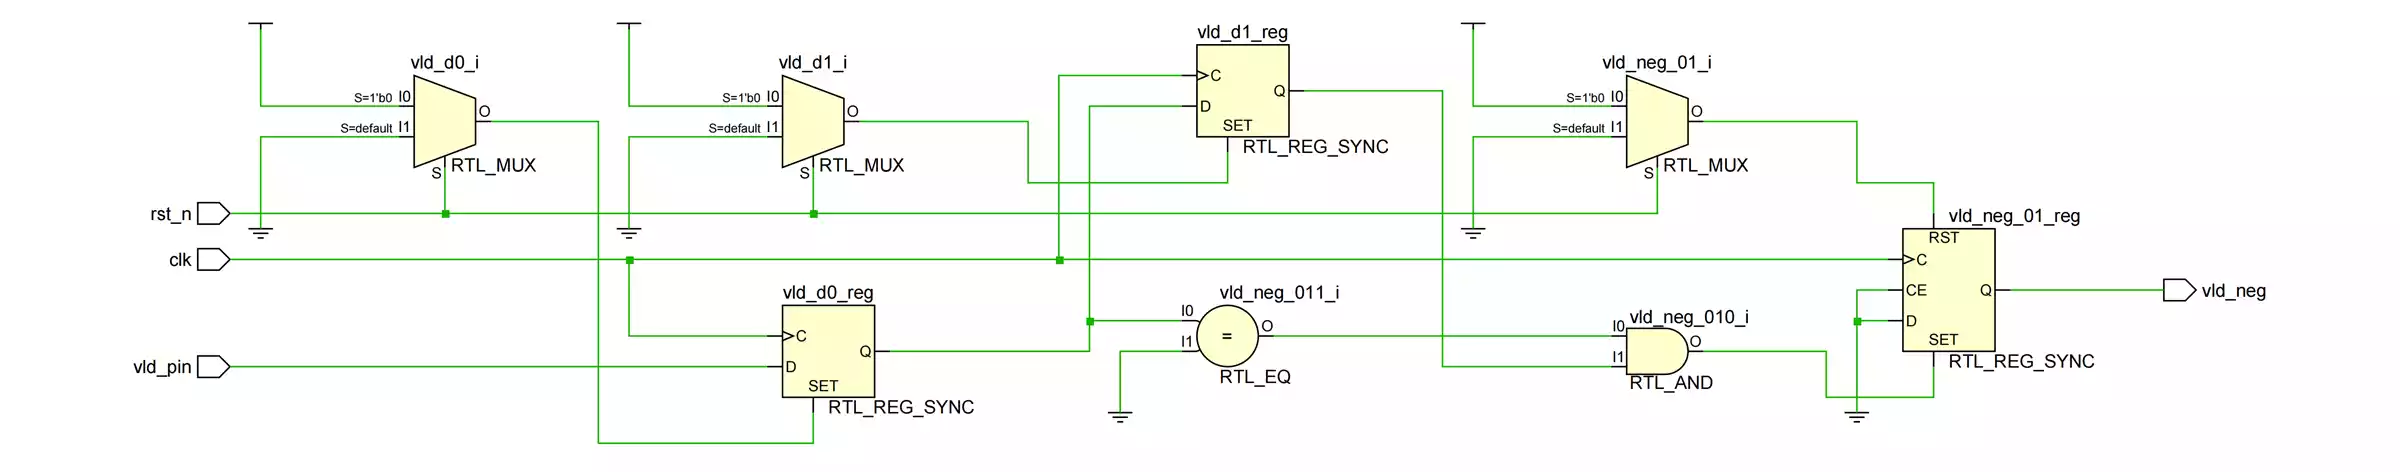 vld_d0_i
S=1'b0 I0
S=default I1
O
S
RTL_MUX
vld_d1_i
S=1'b0 I0
S=default I1
O
S
RTL_MUX
vld_d1_reg
C
D
Q
SET
RTL_REG_SYNC
vld_neg_01_i
S=1'b0 I0
S=default I1
O
S
RTL_MUX
rst_n
clk
vld_pin
vld_d0_reg
C
D
Q
SET
RTL_REG_SYNC
vld_neg_011_i
I0
I1
=
O
RTL_EQ
vld_neg_010_i
I0
I1
O
RTL_AND
vld_neg_01_reg
RST
C
CE
D
Q
SET
RTL_REG_SYNC
vld_neg